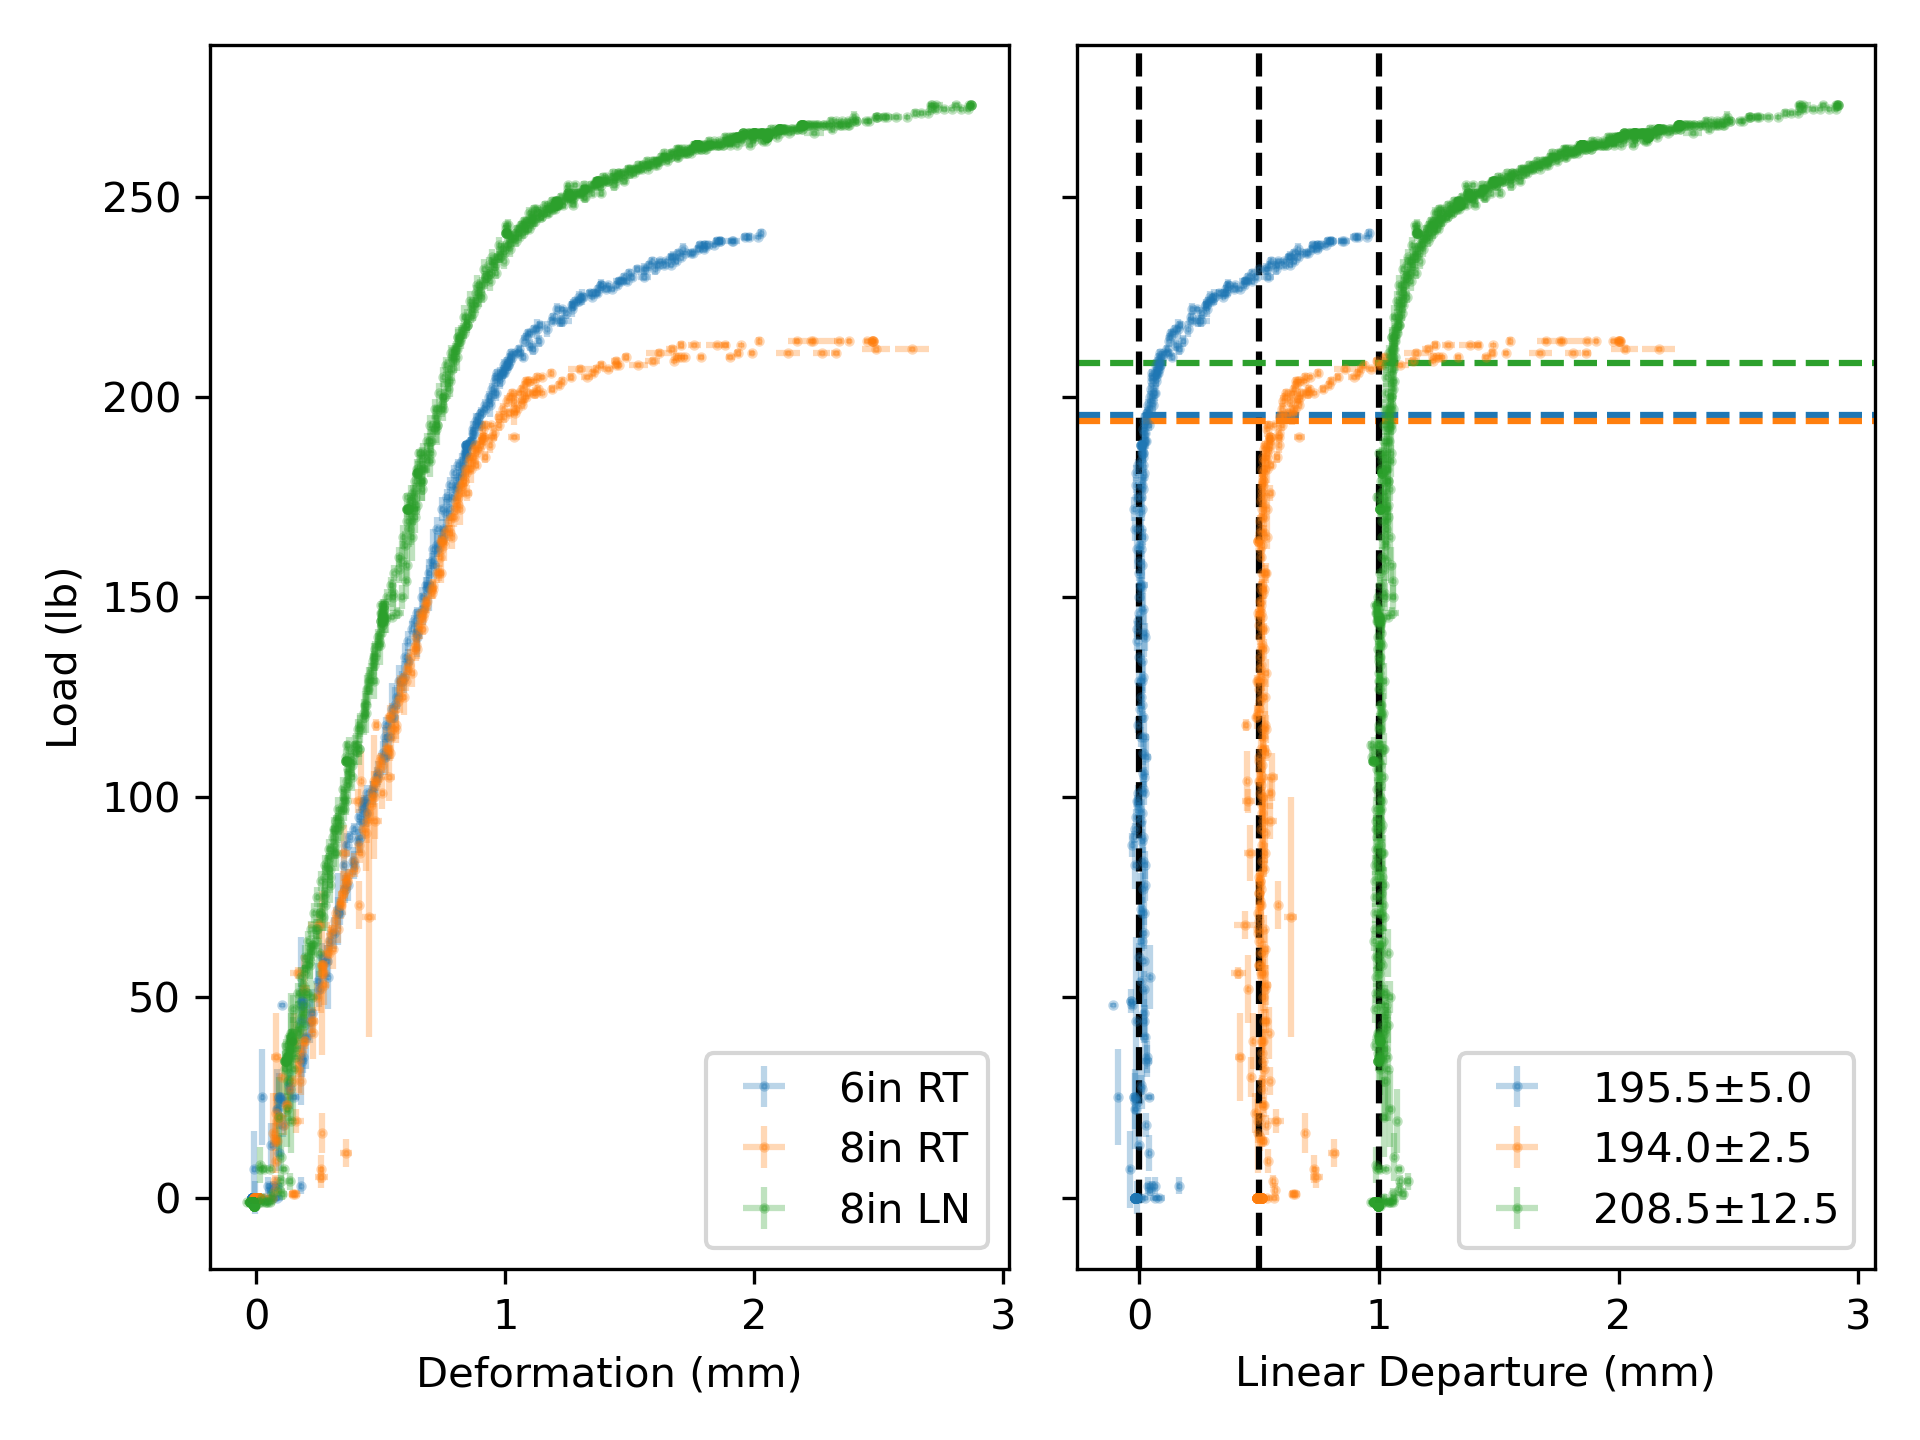 Load (lb)
250
200
150
100
50
0
6in RT
8in RT
8in LN
0 1 2 3
Deformation (mm)
195.5±5.0
194.0±2.5
208.5±12.5
0 1 2 3
Linear Departure (mm)